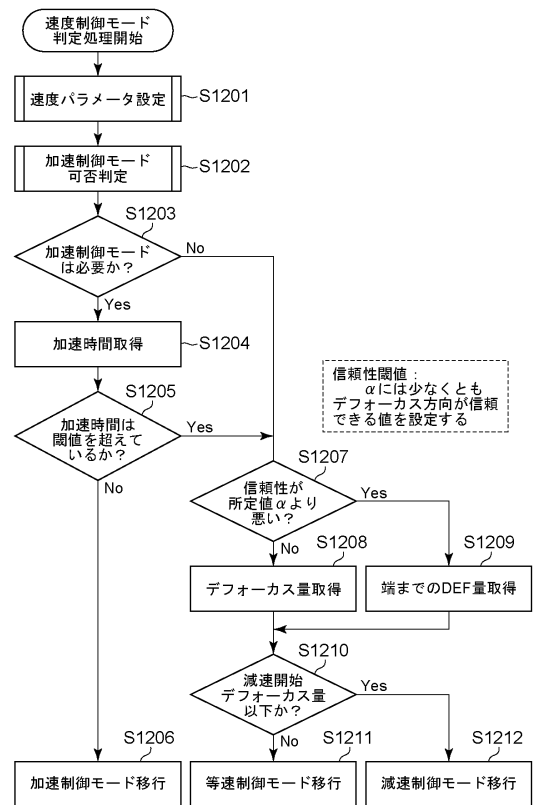 速度制御モード
判定処理開始
速度パラメータ設定
S1201
加速制御モード
可否判定
S1202
S1203
加速制御モード
は必要か?
No
Yes
加速時間取得
S1204
信頼性閾値:
αには少なくとも
デフォーカス方向が信頼
できる値を設定する
S1205
加速時間は
閾値を超えて
いるか?
Yes
No
S1207
信頼性が
所定値αより
悪い?
Yes
No
S1208
デフォーカス量取得
S1209
端までのDEF量取得
S1210
減速開始
デフォーカス量
以下か?
Yes
No
S1206
加速制御モード移行
S1211
等速制御モード移行
S1212
減速制御モード移行